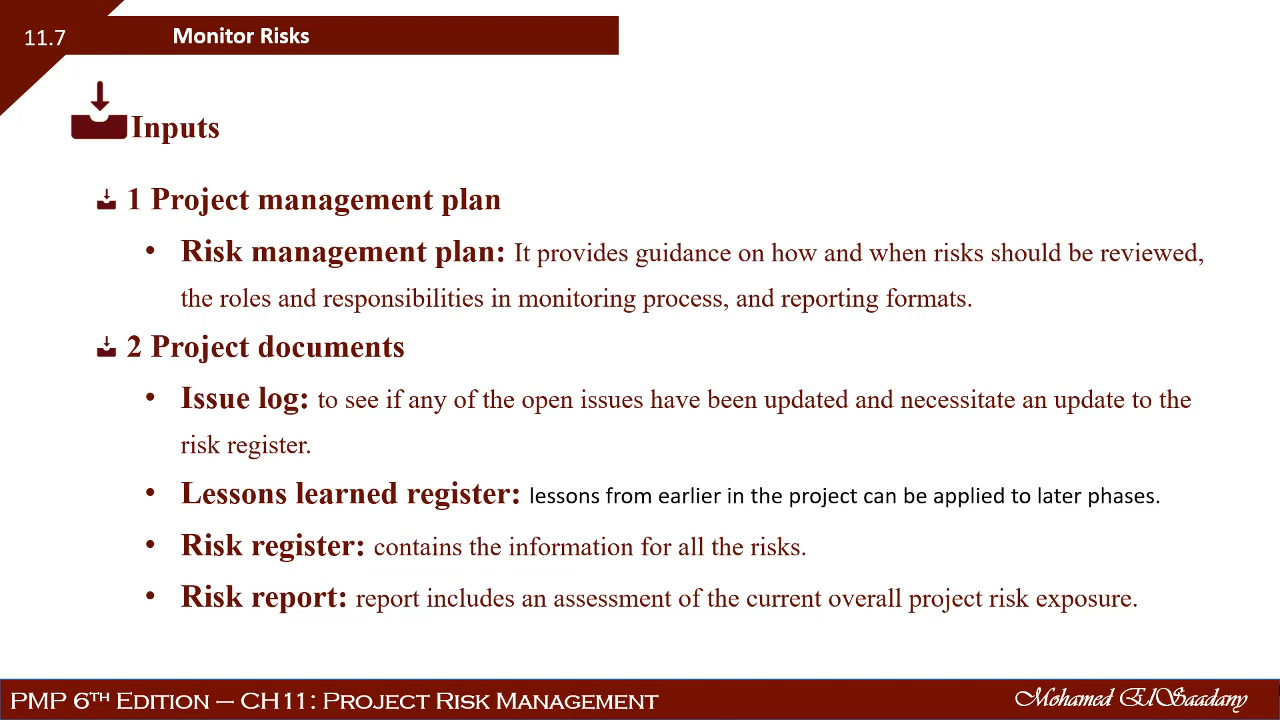 11.7
Monitor Risks
Inputs
1 Project management plan
• Risk management plan: It provides guidance on how and when risks should be reviewed,
the roles and responsibilities in monitoring process, and reporting formats.
2 Project documents
• Issue log: to see if any of the open issues have been updated and necessitate an update to the
risk register.
• Lessons learned register: lessons from earlier in the project can be applied to later phases.
• Risk register: contains the information for all the risks.
• Risk report: report includes an assessment of the current overall project risk exposure.
PMP 6TH Edition – CH11: Project Risk Management
Mohamed ElSaadany